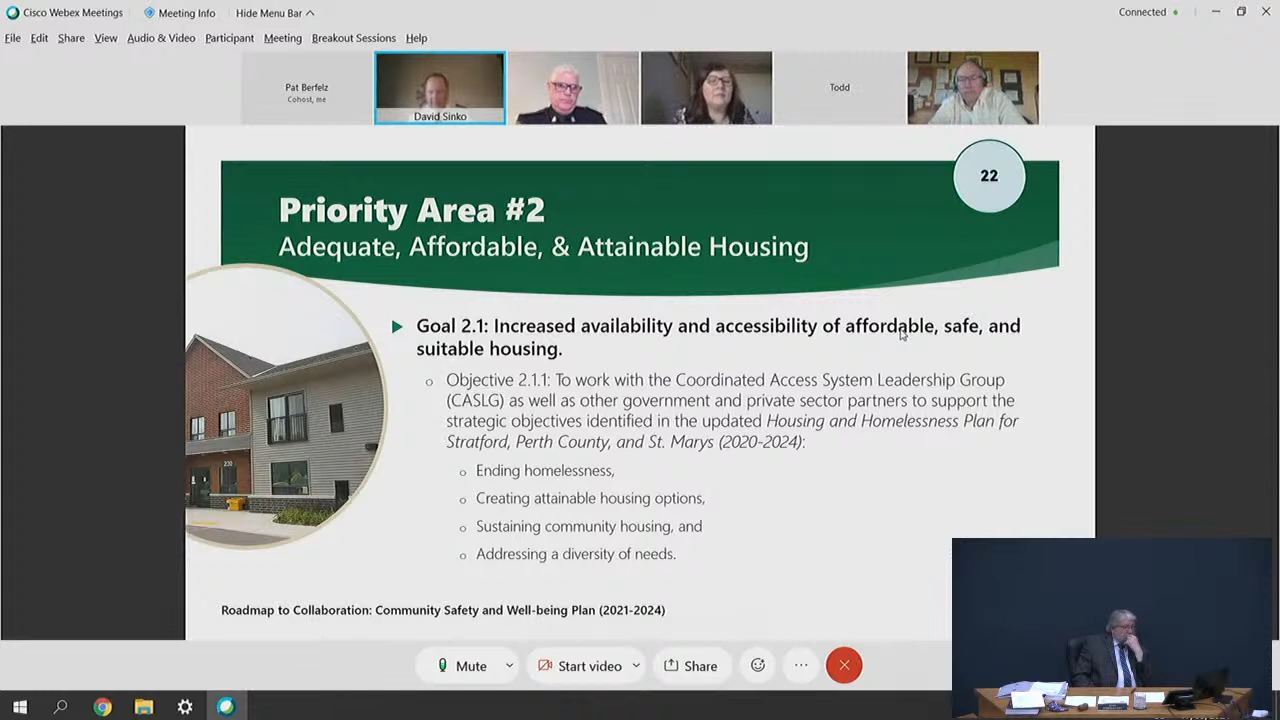 Cisco Webex Meetings
Meeting Info
Hide Menu Bar
Connected
File Edit Share View Audio & Video Participant Meeting Breakout Sessions Help
Pat Berfelz
Cohost, me
David Sinko
Todd
22
Priority Area #2
Adequate, Affordable, & Attainable Housing
Goal 2.1: Increased availability and accessibility of affordable, safe, and
suitable housing.
Objective 2.1.1: To work with the Coordinated Access System Leadership Group
(CASLG) as well as other government and private sector partners to support the
strategic objectives identified in the updated Housing and Homelessness Plan for
Stratford, Perth County, and St. Marys (2020-2024):
Ending homelessness,
Creating attainable housing options,
Sustaining community housing, and
Addressing a diversity of needs.
230
Roadmap to Collaboration: Community Safety and Well-being Plan (2021-2024)
Mute
Start video
Share